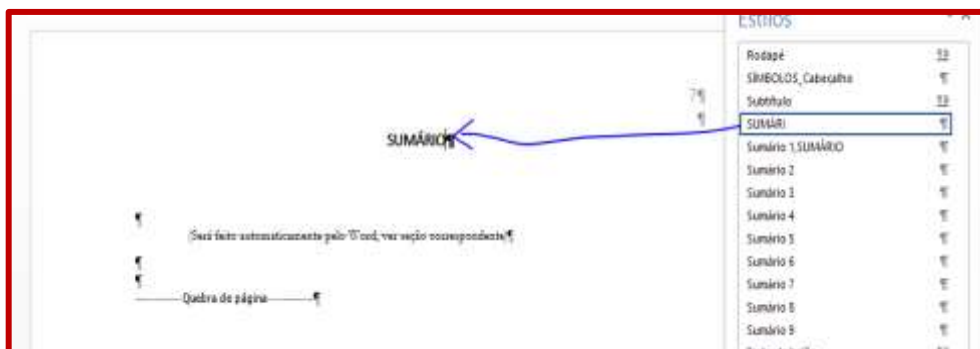 Estilos
Rodapé
SÍMBOLOS_Cabeçalho
7
Subtítulo
SUMÁRI
SUMÁRIO
Sumário 1;SUMÁRIO
Sumário 2
Sumário 3
Sumário 4
(Será feito automaticamente pelo Word, ver seção correspondente)
Sumário 5
Sumário 6
Sumário 7
Quebra de página
Sumário 8
Sumário 9